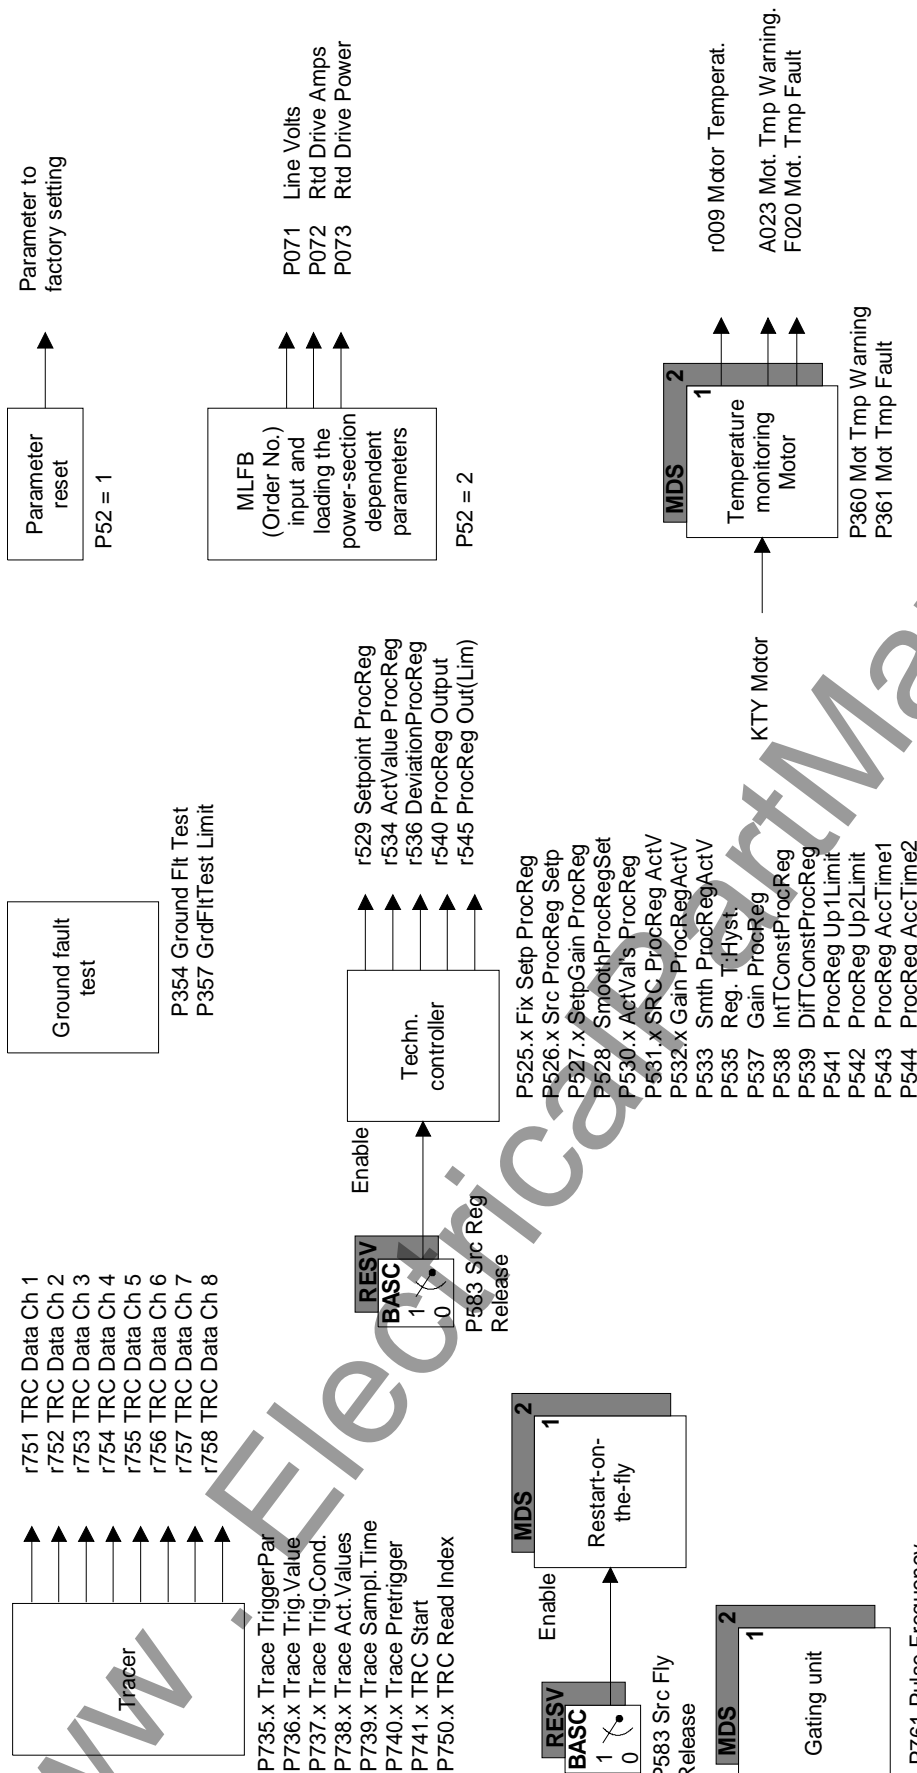 Tracer
r751 TRC Data Ch 1
r752 TRC Data Ch 2
r753 TRC Data Ch 3
r754 TRC Data Ch 4
r755 TRC Data Ch 5
r756 TRC Data Ch 6
r757 TRC Data Ch 7
r758 TRC Data Ch 8
P735.x Trace TriggerPar
P736.x Trace Trig.Value
P737.x Trace Trig.Cond.
P738.x Trace Act.Values
P739.x Trace Sampl.Time
P740.x Trace Pretrigger
P741.x TRC Start
P750.x TRC Read Index
Ground fault
test
P354 Ground Flt Test
P357 GrdFltTest Limit
Parameter
reset
P52 = 1
Parameter to
factory setting
MLFB
(Order No.)
input and
loading the
power-section
dependent
parameters
P52 = 2
P071 Line Volts
P072 Rtd Drive Amps
P073 Rtd Drive Power
RESV
BASC
1
0
P583 Src Reg
Release
Enable
Techn.
controller
r529 Setpoint ProcReg
r534 ActValue ProcReg
r536 DeviationProcReg
r540 ProcReg Output
r545 ProcReg Out(Lim)
P525.x Fix Setp ProcReg
P526.x Src ProcReg Setp
P527.x SetpGain ProcReg
P528 SmoothProcRegSet
P530.x ActVal's ProcReg
P531.x SRC ProcReg ActV
P532.x Gain ProcRegActV
P533 Smth ProcRegActV
P535 Reg. T.Hyst.
P537 Gain ProcReg
P538 IntTConstProcReg
P539 DifTConstProcReg
P541 ProcReg Up1Limit
P542 ProcReg Up2Limit
P543 ProcReg AccTime1
P544 ProcReg AccTime2
RESV
BASC
1
0
P583 Src Fly
Release
Enable
MDS 2
1
Restart-on-
the-fly
MDS 2
1
Gating unit
P761 Pulse Frequency
KTY Motor
MDS 2
1
Temperature
monitoring
Motor
P360 Mot Tmp Warning
P361 Mot Tmp Fault
r009 Motor Temperat.
A023 Mot. Tmp Warning.
F020 Mot. Tmp Fault
ww . ElectricalPartMa